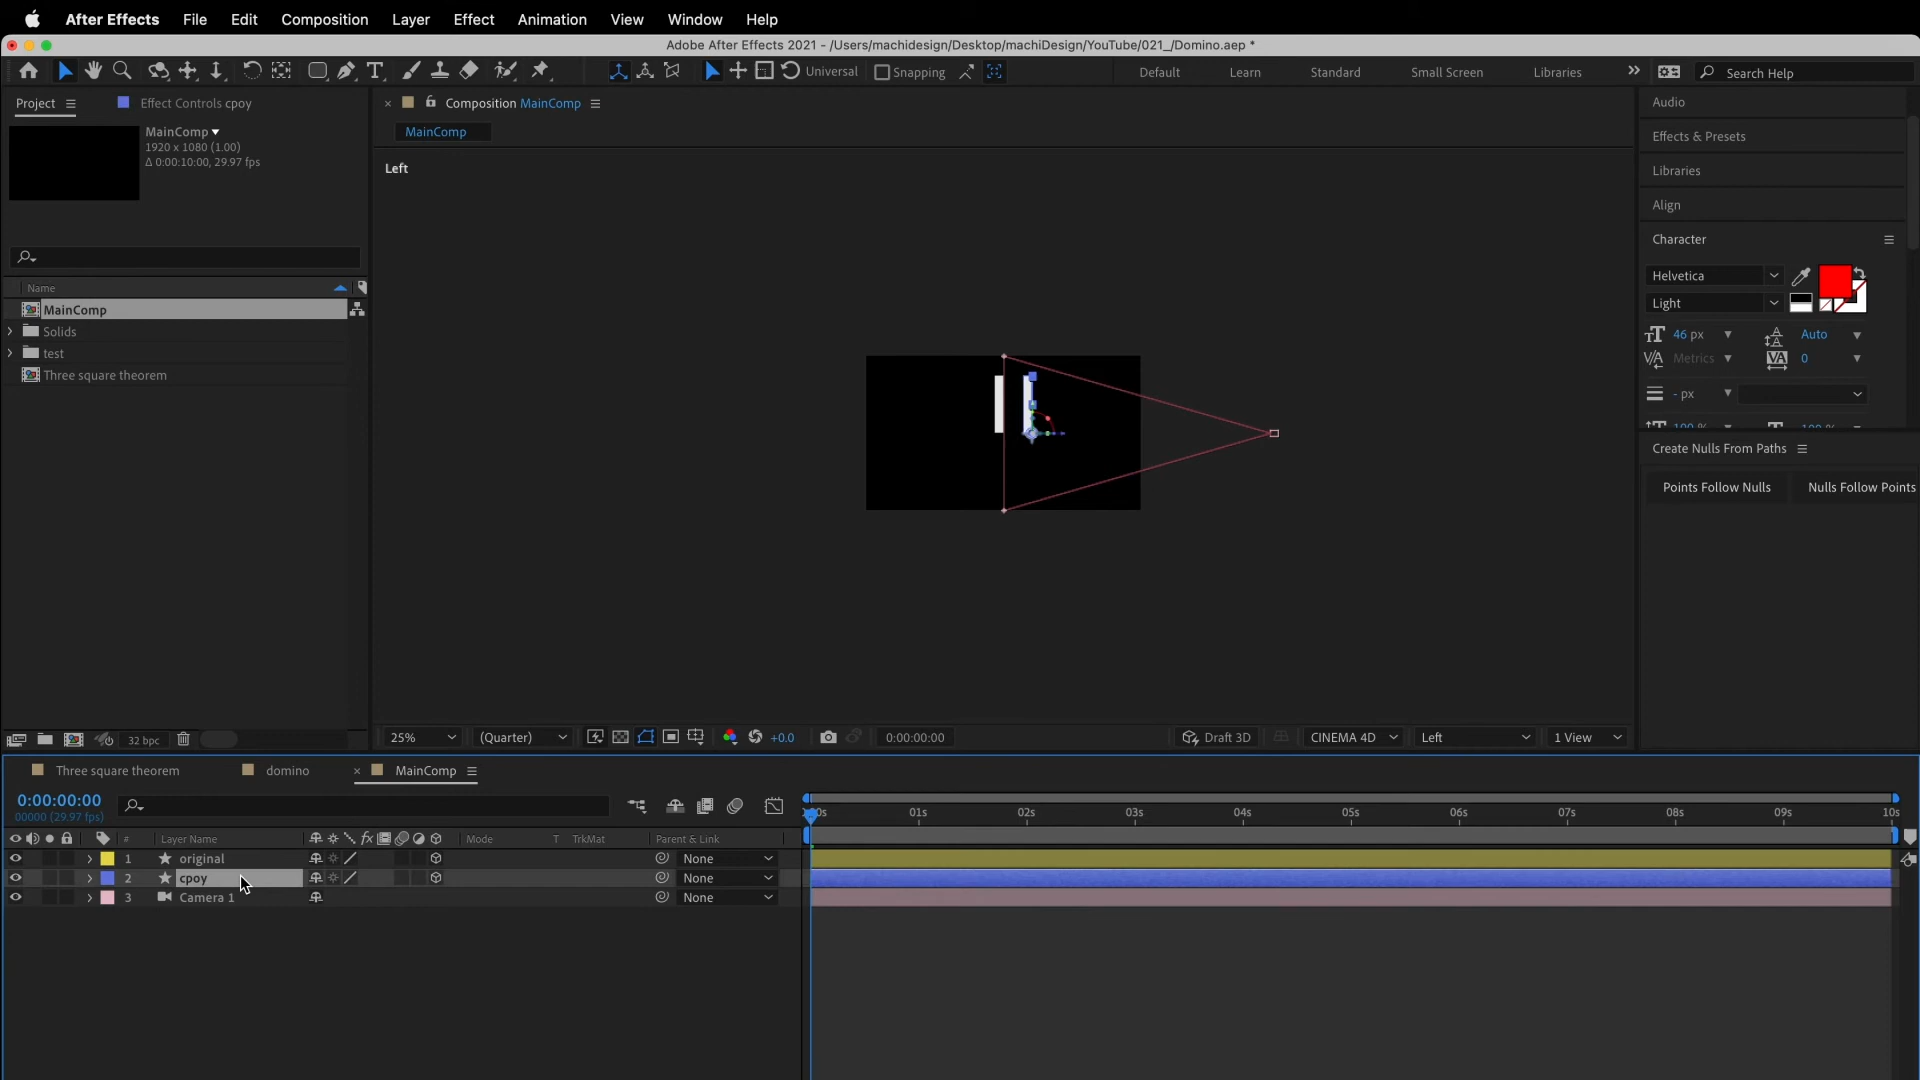 After Effects File Edit Composition Layer Effect Animation View Window Help
Adobe After Effects 2021 - /Users/machidesign/Desktop/machiDesign/YouTube/021_/Domino.aep *
Universal Snapping Default Learn Standard Small Screen Libraries Search Help
Project Effect Controls cpoy
Composition MainComp
Audio
MainComp
1920 x 1080 (1.00)
Δ 0:00:10:00, 29.97 fps
MainComp
Left
Effects & Presets
Libraries
Align
Character
Helvetica
Light
46 px Auto
Metrics 0
- px
100 % 100 %
Create Nulls From Paths
Points Follow Nulls Nulls Follow Points
Name
MainComp
Solids
test
Three square theorem
32 bpc
25% (Quarter) +0.0 0:00:00:00 Draft 3D CINEMA 4D Left 1 View
Three square theorem domino MainComp
0:00:00:00
00000 (29.97 fps)
01s 02s 03s 04s 05s 06s 07s 08s 09s 10s
# Layer Name Mode T TrkMat Parent & Link
1 original None
2 cpoy None
3 Camera 1 None